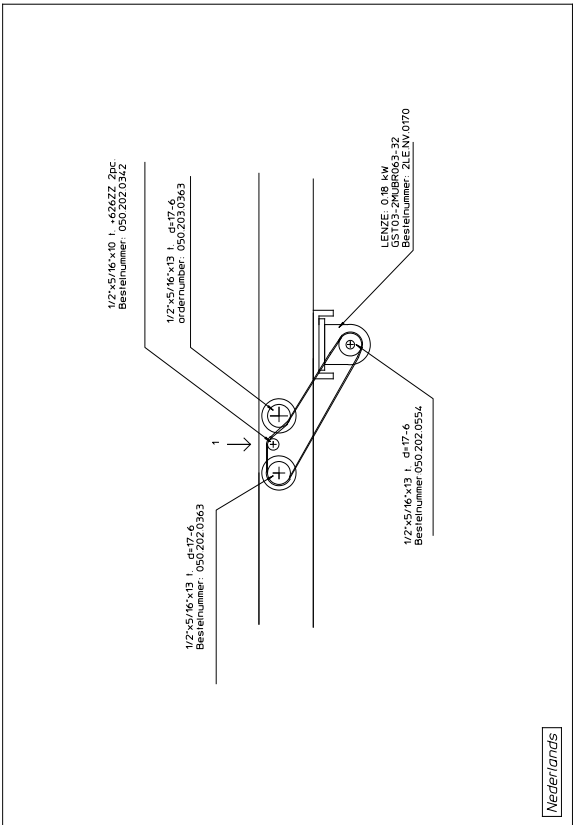 1/2"x5/16"x10 t. +626ZZ 2pc.
Bestelnummer: 050.202.0342
1/2"x5/16"x13 t. d=17-6
ordernumber: 050.203.0363
LENZE: 0.18 kW
GST03-2MUBR063-32
Bestelnummer: 2LE.NV.0170
1
1/2"x5/16"x13 t. d=17-6
Bestelnummer: 050.202.0363
1/2"x5/16"x13 t. d=17-6
Bestelnummer:050.202.0554
Nederlands